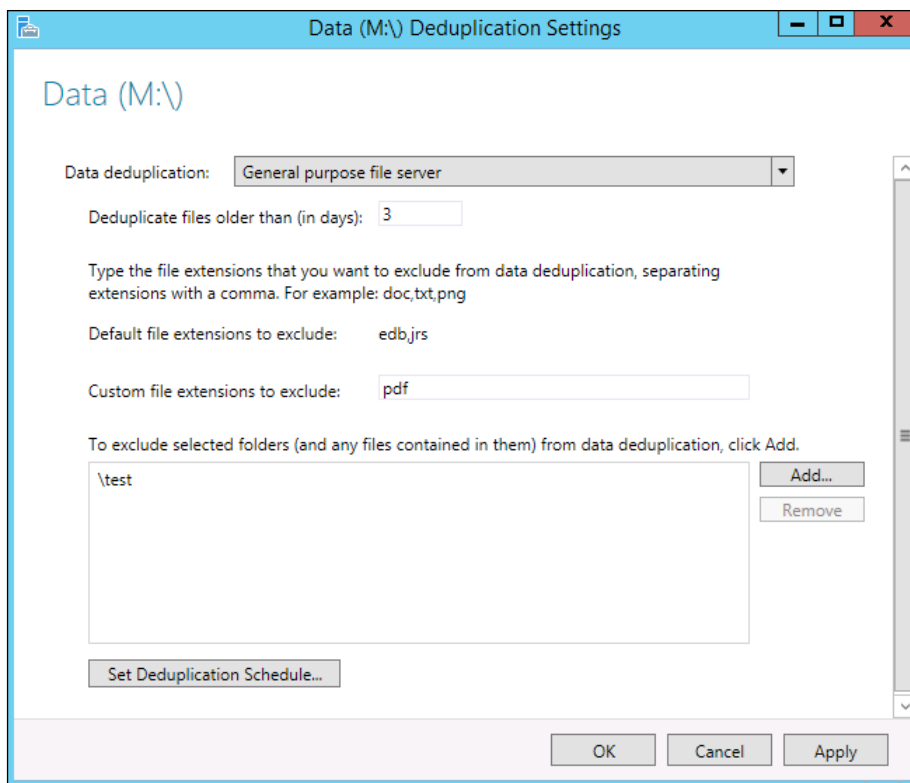 Data (M:\) Deduplication Settings
Data (M:\)
Data deduplication: General purpose file server
Deduplicate files older than (in days): 3
Type the file extensions that you want to exclude from data deduplication, separating
extensions with a comma. For example: doc,txt,png
Default file extensions to exclude: edb,jrs
Custom file extensions to exclude: pdf
To exclude selected folders (and any files contained in them) from data deduplication, click Add.
\test
Add...
Remove
Set Deduplication Schedule...
OK Cancel Apply